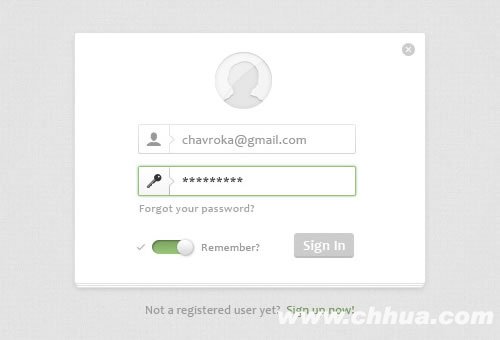 chavroka@gmail.com
*********
Forgot your password?
Remember?
Sign In
Not a registered user yet? Sign up now!
www.chhua.com